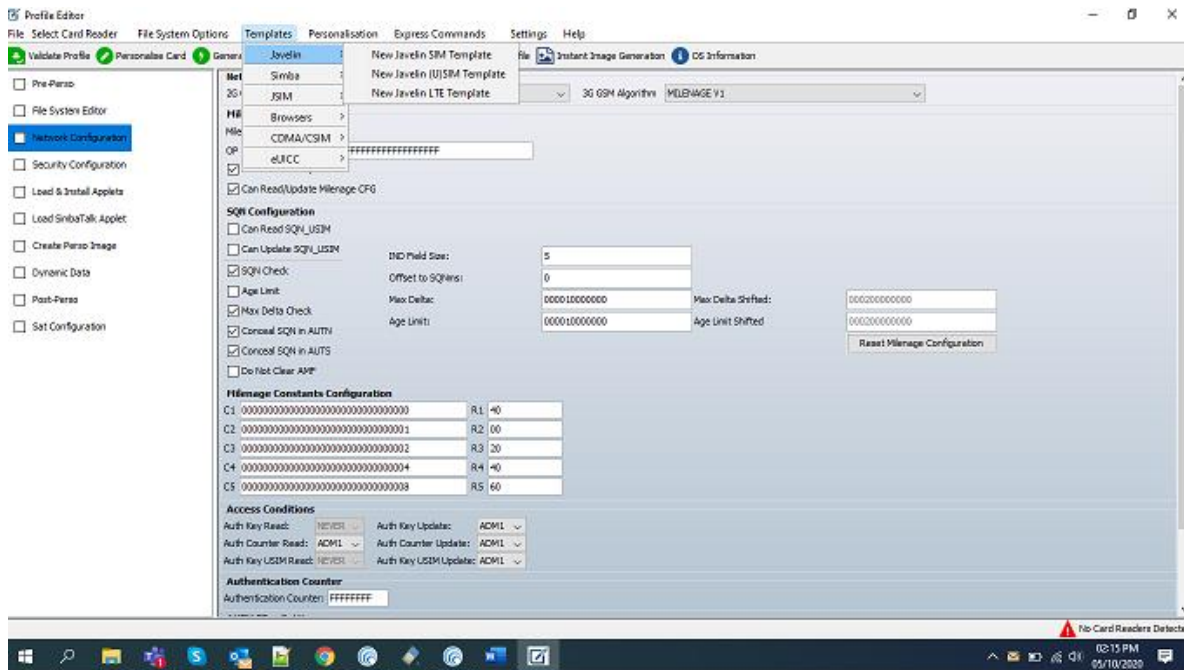 Profile Editor
File Select Card Reader File System Options Templates Personalisation Express Commands Settings Help
Validate Profile Personalise Card Instant Image Generation OS Information
Javelin
Simba
JSIM
Browsers
CDMA/CSIM
eUICC
New Javelin SIM Template
New Javelin (U)SIM Template
New Javelin LTE Template
Pre-Perso
File System Editor
Network Configuration
Security Configuration
Load & Install Applets
Load SimbaTalk Applet
Create Perso Image
Dynamic Data
Post-Perso
Sat Configuration
3G GSM Algorithm MILENAGE V1
OP
Can Read/Update Milenage CFG
SQN Configuration
Can Read SQN_USIM
Can Update SQN_USIM
SQN Check
Age Limit
Max Delta Check
Conceal SQN in AUTN
Conceal SQN in AUTS
Do Not Clear AMF
IND Field Size: 5
Offset to SQNms: 0
Max Delta: 000010000000 Max Delta Shifted: 000200000000
Age Limit: 000010000000 Age Limit Shifted 000200000000
Reset Milenage Configuration
Milenage Constants Configuration
C1 00000000000000000000000000000000 R1 40
C2 00000000000000000000000000000001 R2 00
C3 00000000000000000000000000000002 R3 20
C4 00000000000000000000000000000004 R4 40
C5 00000000000000000000000000000008 R5 60
Access Conditions
Auth Key Read: NEVER Auth Key Update: ADM1
Auth Counter Read: ADM1 Auth Counter Update: ADM1
Auth Key USIM Read: NEVER Auth Key USIM Update: ADM1
Authentication Counter
Authentication Counter: FFFFFFFF
No Card Readers Detecte
02:15 PM
05/10/2020